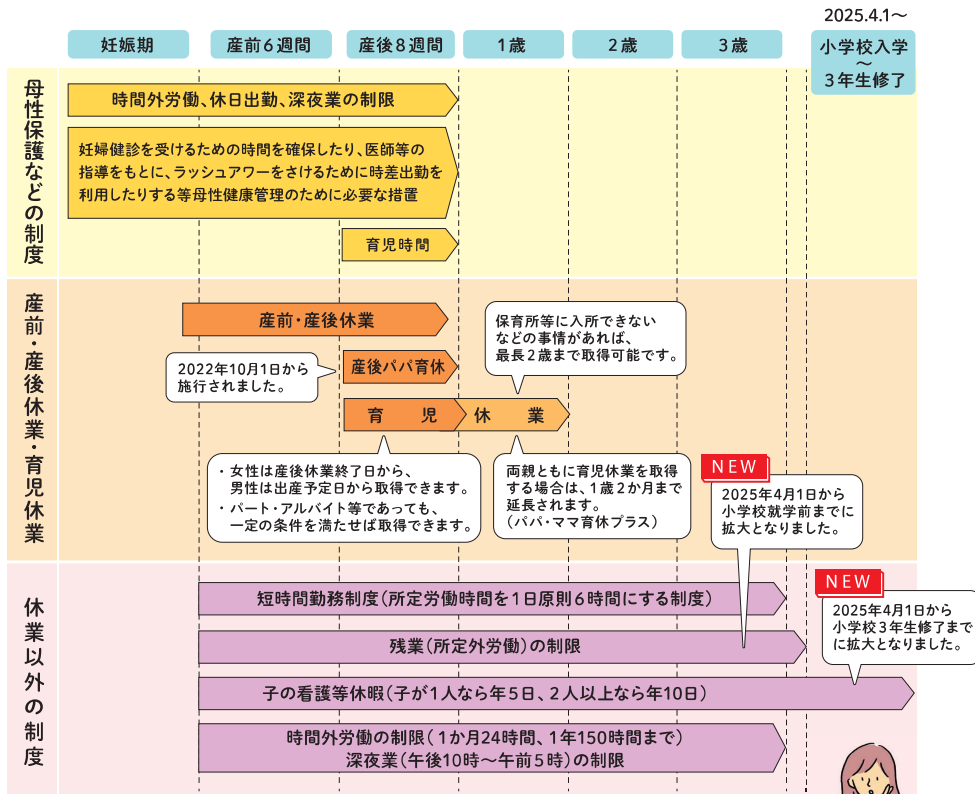 2025.4.1〜
妊娠期
産前6週間
産後8週間
1歳
2歳
3歳
小学校入学
〜
3年生修了
母性保護などの制度
時間外労働、休日出勤、深夜業の制限
妊婦健診を受けるための時間を確保したり、医師等の
指導をもとに、ラッシュアワーをさけるために時差出勤を
利用したりする等母性健康管理のために必要な措置
育児時間
産前・産後休業・育児休業
産前・産後休業
2022年10月1日から
施行されました。
産後パパ育休
保育所等に入所できない
などの事情があれば、
最長2歳まで取得可能です。
育児休業
・女性は産後休業終了日から、
男性は出産予定日から取得できます。
・パート・アルバイト等であっても、
一定の条件を満たせば取得できます。
両親ともに育児休業を取得
する場合は、1歳2か月まで
延長されます。
(パパ・ママ育休プラス)
NEW
2025年4月1日から
小学校就学前までに
拡大となりました。
休業以外の制度
短時間勤務制度(所定労働時間を1日原則6時間にする制度)
残業(所定外労働)の制限
NEW
2025年4月1日から
小学校3年生修了まで
に拡大となりました。
子の看護等休暇(子が1人なら年5日、2人以上なら年10日)
時間外労働の制限(1か月24時間、1年150時間まで)
深夜業(午後10時〜午前5時)の制限